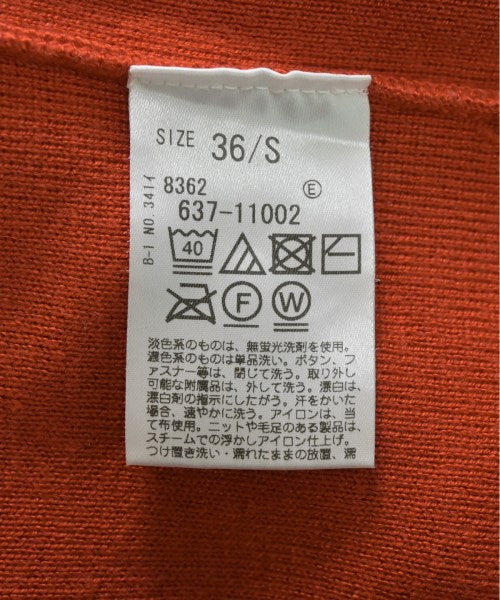 SIZE 36/S
B-1 NO.3414イ
8362 Ⓔ
637-11002
40
F W
淡色系のものは、無蛍光洗剤を使用。
濃色系のものは単品洗い。ボタン、フ
ァスナー等は、閉じて洗う。取り外し
可能な附属品は、外して洗う。漂白は、
漂白剤の指示にしたがう。汗をかいた
場合、速やかに洗う。アイロンは、当
て布使用。ニットや毛足のある製品は、
スチームでの浮かしアイロン仕上げ。
つけ置き洗い・濡れたままの放置、濡